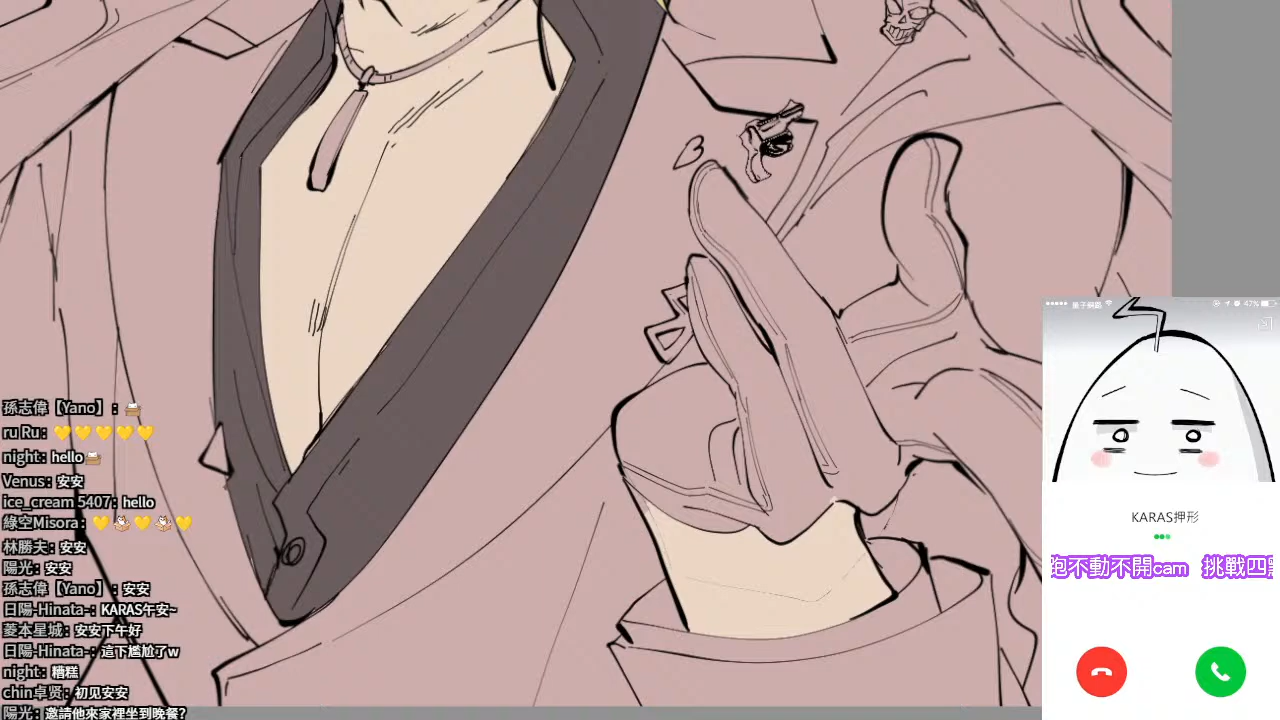 孫志偉【Yano】:
ru Ru: 💛💛💛💛💛
night: hello
Venus: 安安
ice_cream 5407: hello
綠空Misora: 💛 💛 💛
林勝夫: 安安
陽光: 安安
孫志偉【Yano】: 安安
日陽-Hinata-: KARAS午安~
菱本星城: 安安下午好
日陽-Hinata-: 這下尷尬了w
night: 糟糕
chin卓贤: 初见安安
陽光: 邀請他來家裡坐到晚餐?
47%
KARAS押形
跑不動不開cam 挑戰四